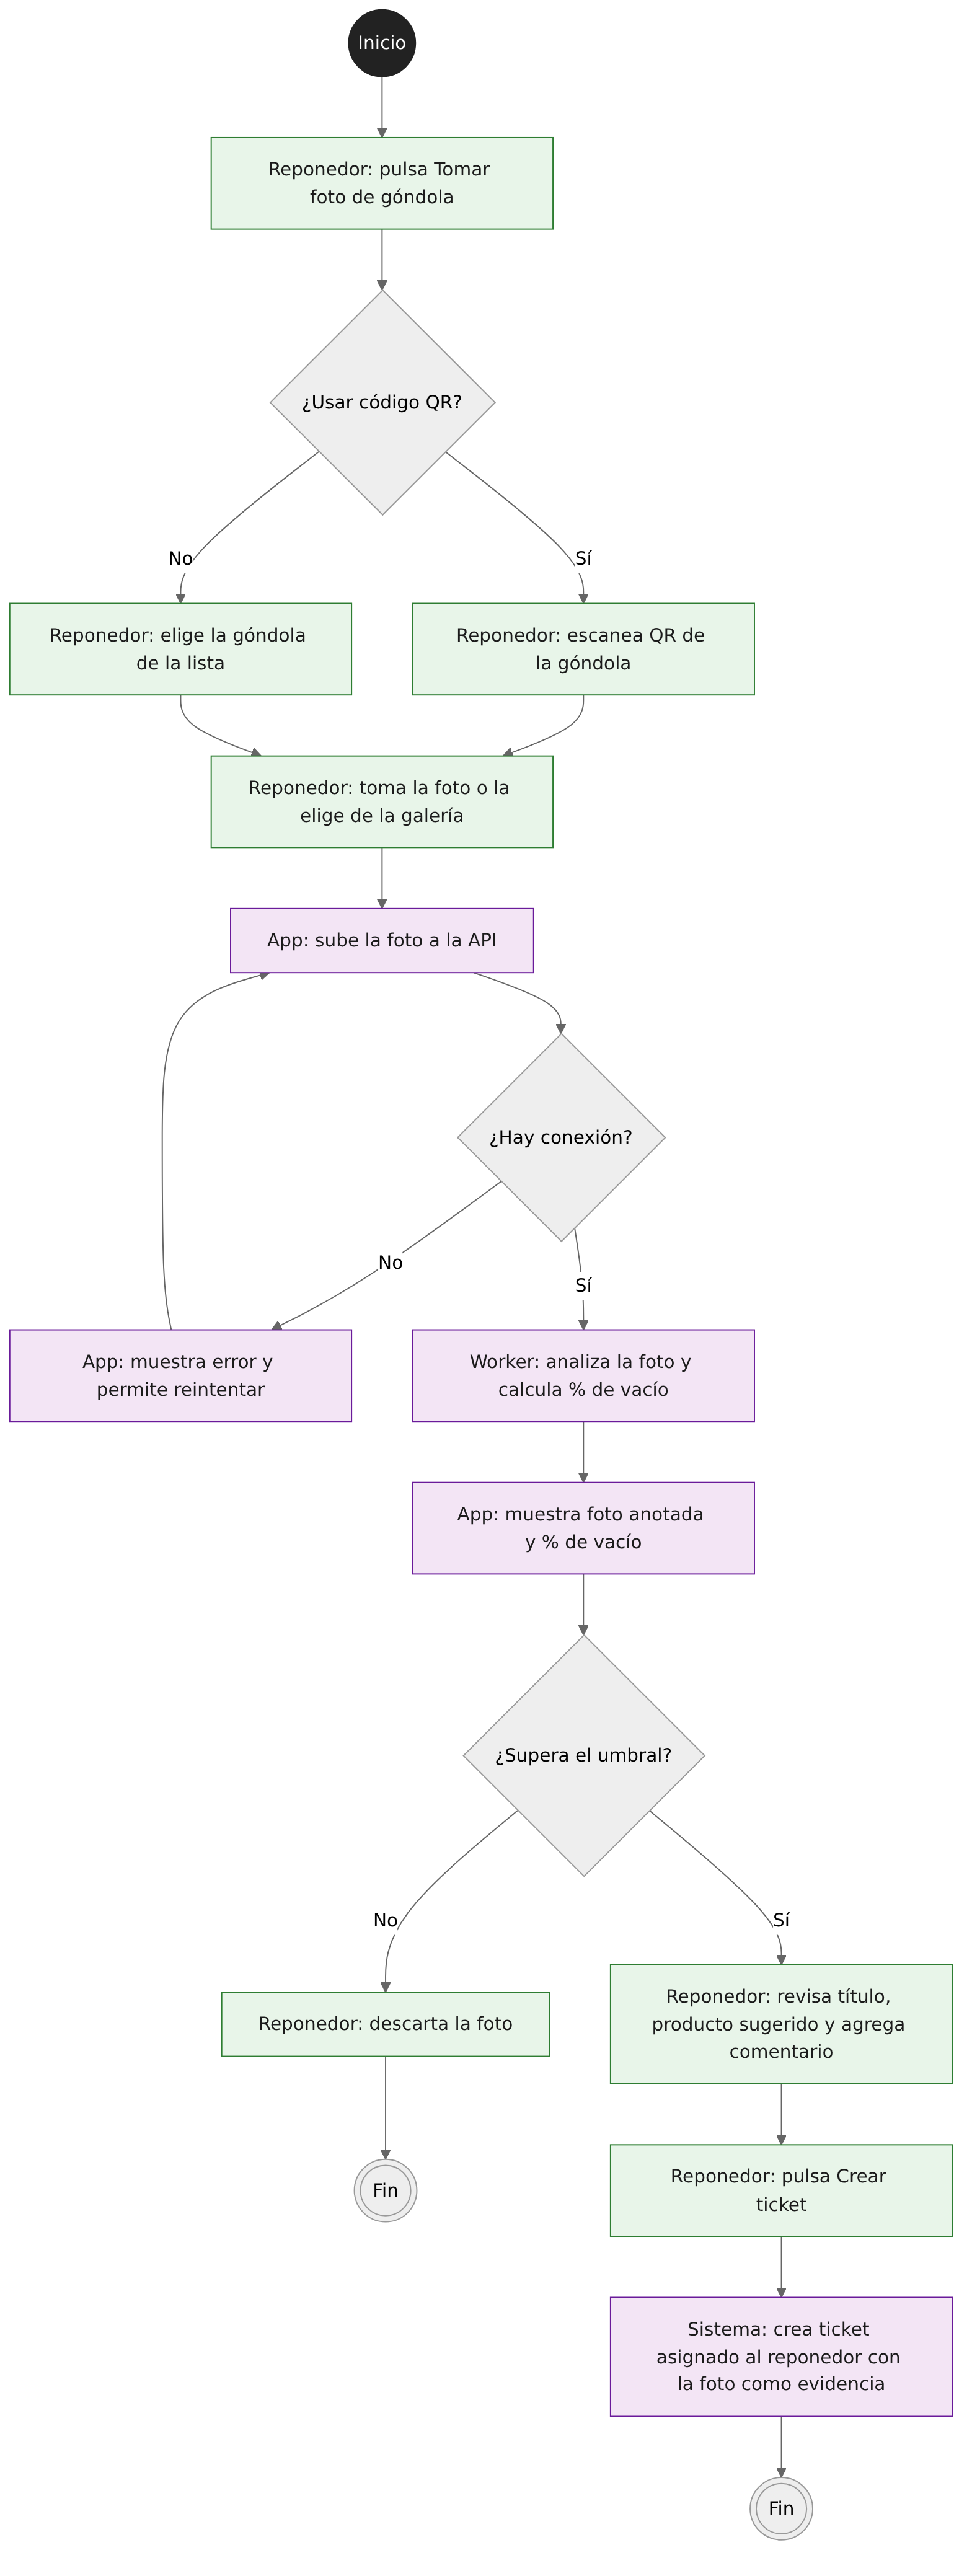 Inicio
Reponedor: pulsa Tomar
foto de góndola
¿Usar código QR?
No
Sí
Reponedor: elige la góndola
de la lista
Reponedor: escanea QR de
la góndola
Reponedor: toma la foto o la
elige de la galería
App: sube la foto a la API
¿Hay conexión?
No
Sí
App: muestra error y
permite reintentar
Worker: analiza la foto y
calcula % de vacío
App: muestra foto anotada
y % de vacío
¿Supera el umbral?
No
Sí
Reponedor: descarta la foto
Reponedor: revisa título,
producto sugerido y agrega
comentario
Reponedor: pulsa Crear
ticket
Fin
Sistema: crea ticket
asignado al reponedor con
la foto como evidencia
Fin